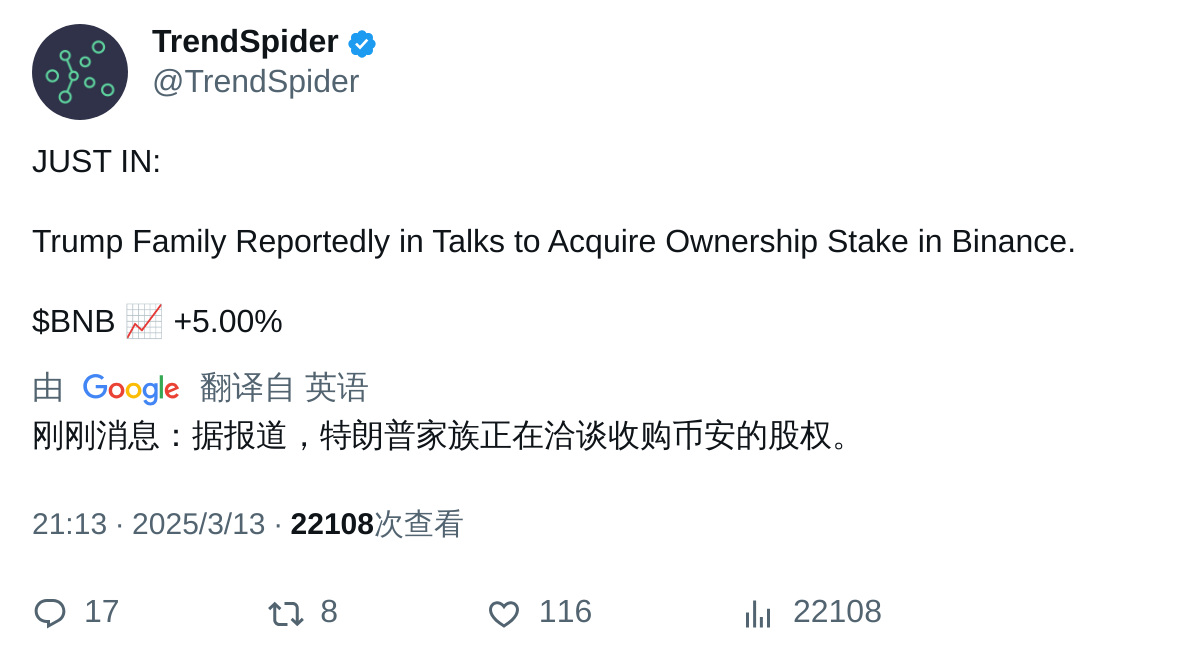 TrendSpider
@TrendSpider
JUST IN:
Trump Family Reportedly in Talks to Acquire Ownership Stake in Binance.
$BNB 📈 +5.00%
由 Google 翻译自 英语
刚刚消息：据报道，特朗普家族正在洽谈收购币安的股权。
21:13 · 2025/3/13 · 22108次查看
17 8 116 22108